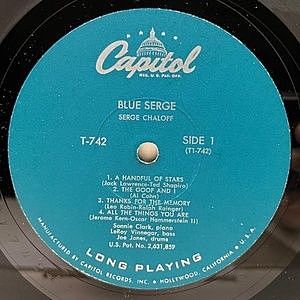 Capitol
REG. U.S. PAT. OFF.
BLUE SERGE
SERGE CHALOFF
T-742
SIDE 1
(T1-742)
1. A HANDFUL OF STARS
(Jack Lawrence-Ted Shapiro)
2. THE GOOF AND I
(Al Cohn)
3. THANKS FOR THE MEMORY
(Leo Robin-Ralph Rainger)
4. ALL THE THINGS YOU ARE
(Jerome Kern-Oscar Hammerstein II)
Sonnie Clark, piano
LeRoy Vinnegar, bass
Joe Jones, drums
U.S. Pat. No. 2,631,859
LONG PLAYING
MANUFACTURED BY CAPITOL RECORDS, INC. • HOLLYWOOD, CALIFORNIA, U.S.A.